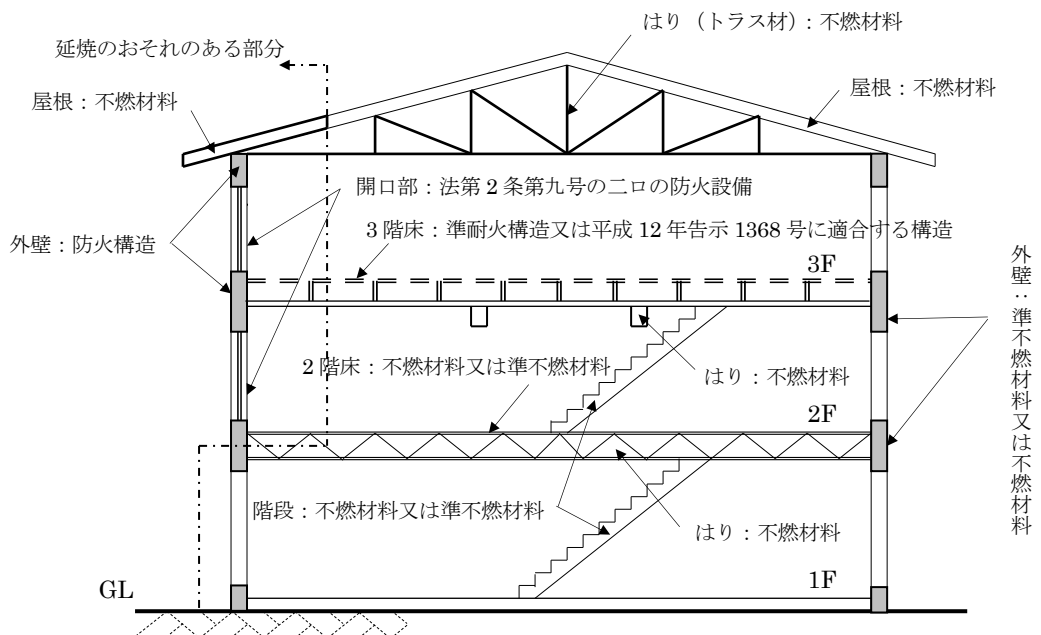 はり（トラス材）：不燃材料
延焼のおそれのある部分
屋根：不燃材料
屋根：不燃材料
開口部：法第 2 条第九号の二ロの防火設備
3 階床：準耐火構造又は平成 12 年告示 1368 号に適合する構造
外壁：防火構造
3F
外壁：準不燃材料又は不燃材料
2 階床：不燃材料又は準不燃材料
はり：不燃材料
2F
階段：不燃材料又は準不燃材料
はり：不燃材料
1F
GL